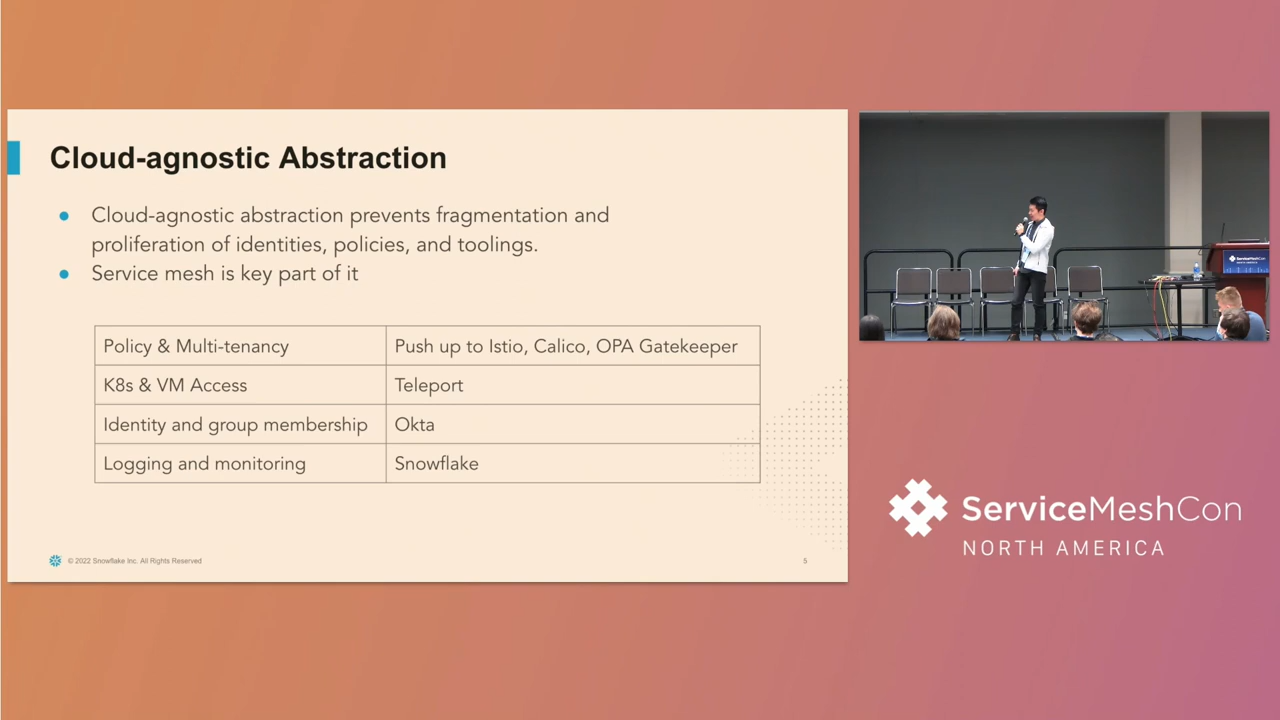 Cloud-agnostic Abstraction
● Cloud-agnostic abstraction prevents fragmentation and
proliferation of identities, policies, and toolings.
● Service mesh is key part of it
Policy & Multi-tenancy
Push up to Istio, Calico, OPA Gatekeeper
K8s & VM Access
Teleport
Identity and group membership
Okta
Logging and monitoring
Snowflake
© 2022 Snowflake Inc. All Rights Reserved
5
ServiceMeshCon
ServiceMeshCon
NORTH AMERICA